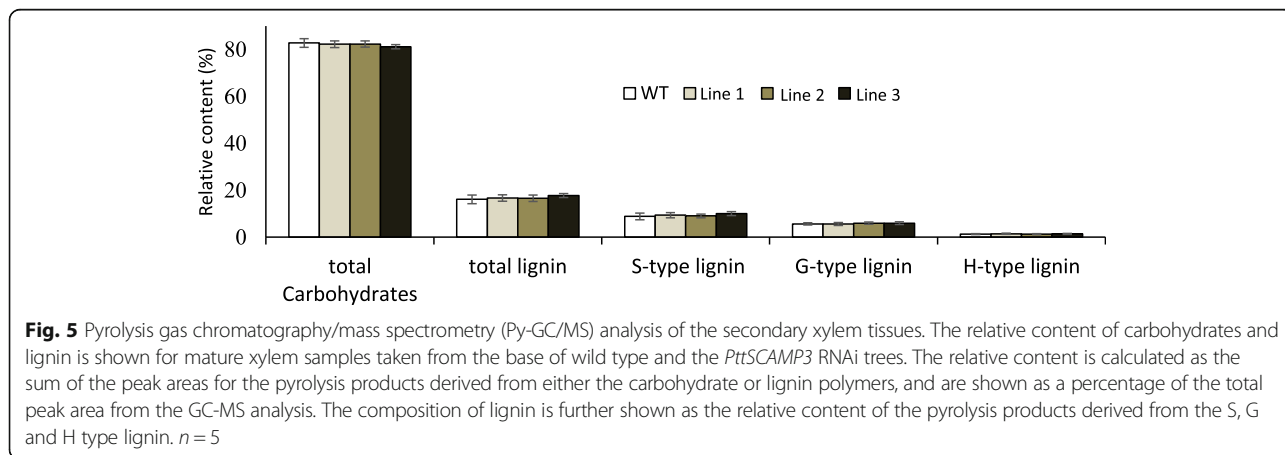 80
60
40
20
0
Relative content (%)
WT Line 1 Line 2 Line 3
total Carbohydrates
total lignin
S-type lignin
G-type lignin
H-type lignin
Fig. 5 Pyrolysis gas chromatography/mass spectrometry (Py-GC/MS) analysis of the secondary xylem tissues. The relative content of carbohydrates and
lignin is shown for mature xylem samples taken from the base of wild type and the PttSCAMP3 RNAi trees. The relative content is calculated as the
sum of the peak areas for the pyrolysis products derived from either the carbohydrate or lignin polymers, and are shown as a percentage of the total
peak area from the GC-MS analysis. The composition of lignin is further shown as the relative content of the pyrolysis products derived from the S, G
and H type lignin. n = 5